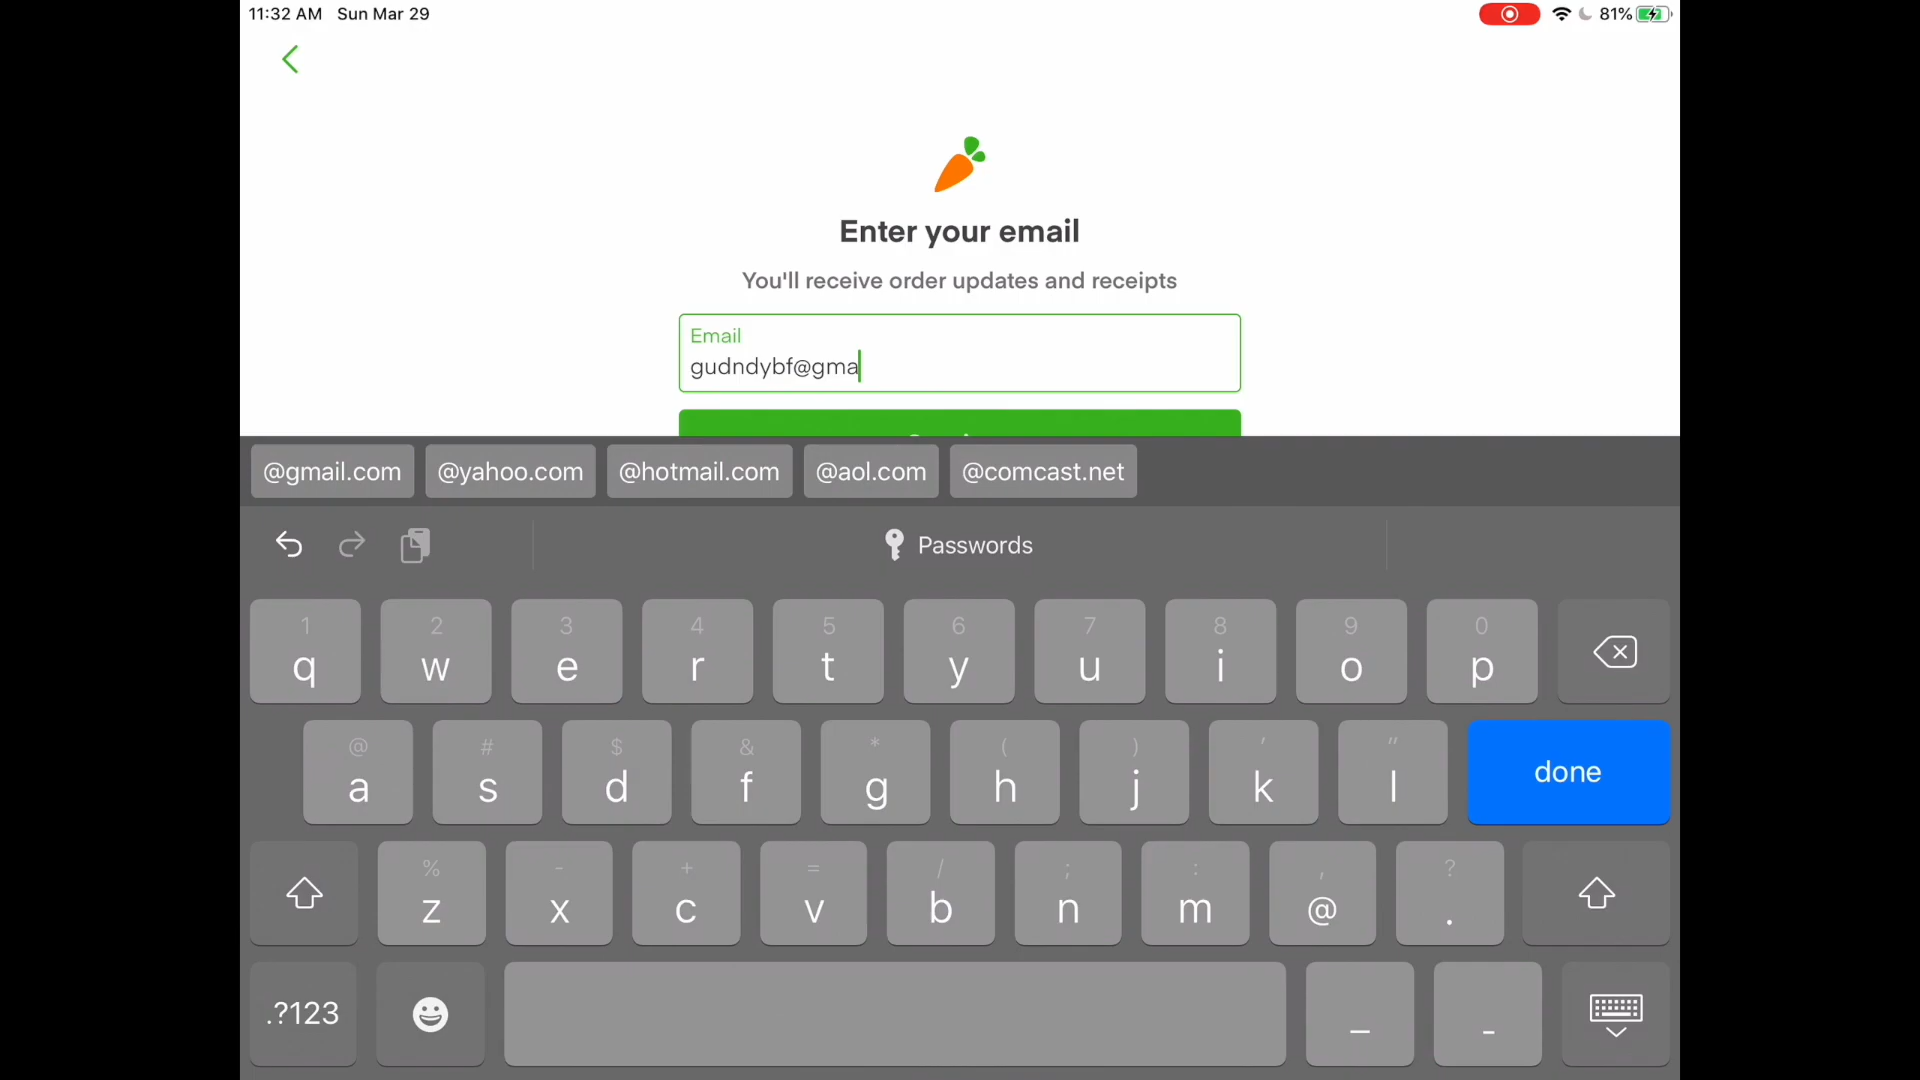 11:32 AM Sun Mar 29
81%
Enter your email
You'll receive order updates and receipts
Email
gudndybf@gma
@gmail.com @yahoo.com @hotmail.com @aol.com @comcast.net
Passwords
1 2 3 4 5 6 7 8 9 0
q w e r t y u i o p
@ # $ & * ( ) ' "
a s d f g h j k l done
% - + = / ; : , ?
z x c v b n m @ .
.?123 _ -